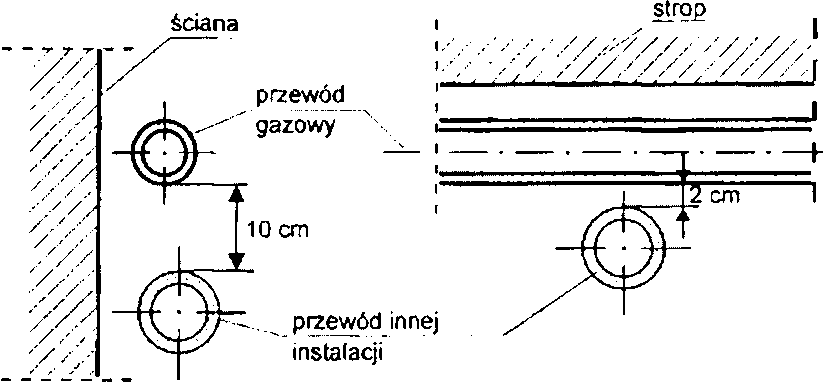 ściana
strop
przewód
gazowy
2 cm
10 cm
przewód innej
instalacji